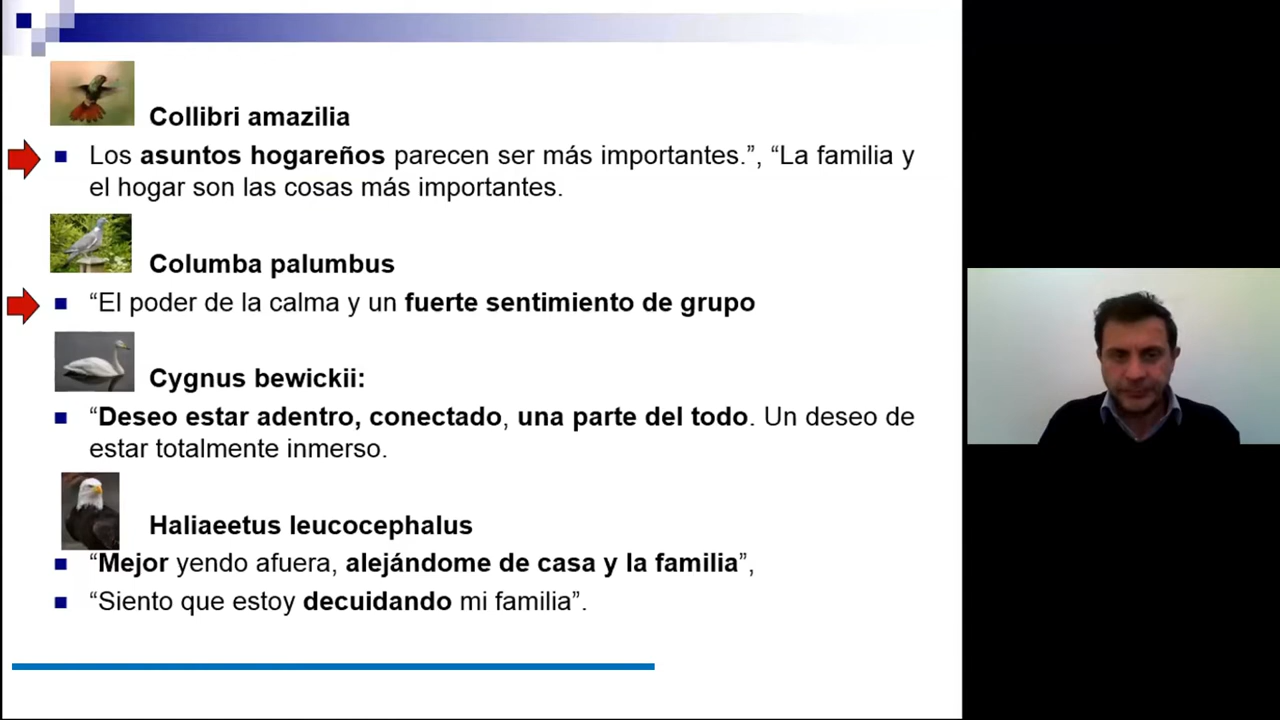 Collibri amazilia
Los asuntos hogareños parecen ser más importantes.”, “La familia y
el hogar son las cosas más importantes.
Columba palumbus
“El poder de la calma y un fuerte sentimiento de grupo
Cygnus bewickii:
“Deseo estar adentro, conectado, una parte del todo. Un deseo de
estar totalmente inmerso.
Haliaeetus leucocephalus
“Mejor yendo afuera, alejándome de casa y la familia”,
“Siento que estoy decuidando mi familia”.